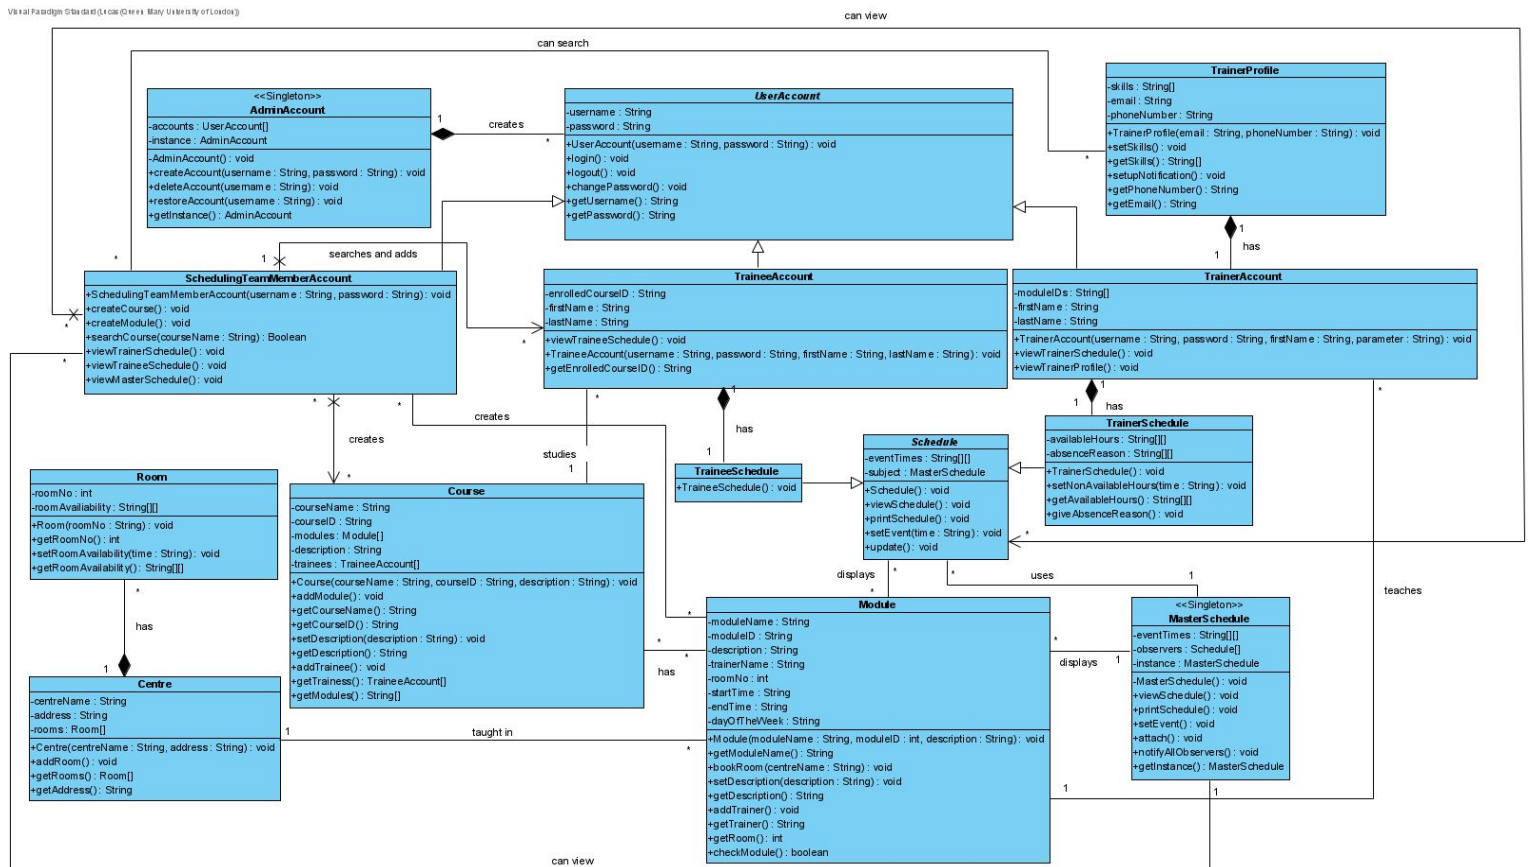 Visual Paradigm Standard(Lucas(Queen Mary University of London))
can view
can search
<<Singleton>>
AdminAccount
-accounts : UserAccount[]
-instance : AdminAccount
-AdminAccount() : void
+createAccount(username : String, password : String) : void
+deleteAccount(username : String) : void
+restoreAccount(username : String) : void
+getInstance() : AdminAccount
1
creates
*
UserAccount
-username : String
-password : String
+UserAccount(username : String, password : String) : void
+login() : void
+logout() : void
+changePassword() : void
+getUsername() : String
+getPassword() : String
TrainerProfile
-skills : String[]
-email : String
-phoneNumber : String
+TrainerProfile(email : String, phoneNumber : String) : void
+setSkills() : void
+getSkills() : String[]
+setupNotification() : void
+getPhoneNumber() : String
+getEmail() : String
*
1
has
1
*
1
searches and adds
*
SchedulingTeamMemberAccount
+SchedulingTeamMemberAccount(username : String, password : String) : void
+createCourse() : void
+createModule() : void
+searchCourse(courseName : String) : Boolean
+viewTrainerSchedule() : void
+viewTraineeSchedule() : void
+viewMasterSchedule() : void
*
*
TraineeAccount
-enrolledCourseID : String
-firstName : String
-lastName : String
+viewTraineeSchedule() : void
+TraineeAccount(username : String, password : String, firstName : String, lastName : String) : void
+getEnrolledCourseID() : String
TrainerAccount
-moduleIDs : String[]
-firstName : String
-lastName : String
+TrainerAccount(username : String, password : String, firstName : String, parameter : String) : void
+viewTrainerSchedule() : void
+viewTrainerProfile() : void
*
creates
*
*
creates
*
*
studies
1
1
has
1
1
has
1
*
teaches
1
TrainerSchedule
-availableHours : String[][]
-absenceReason : String[][]
+TrainerSchedule() : void
+setNonAvailableHours(time : String) : void
+getAvailableHours() : String[][]
+giveAbsenceReason() : void
Schedule
-eventTimes : String[][]
-subject : MasterSchedule
+Schedule() : void
+viewSchedule() : void
+printSchedule() : void
+setEvent(time : String) : void
+update() : void
*
TraineeSchedule
+TraineeSchedule() : void
Room
-roomNo : int
-roomAvailiability : String[][]
+Room(roomNo : String) : void
+getRoomNo() : int
+setRoomAvailability(time : String) : void
+getRoomAvailability() : String[][]
*
has
1
Course
-courseName : String
-courseID : String
-modules : Module[]
-description : String
-trainees : TraineeAccount[]
+Course(courseName : String, courseID : String, description : String) : void
+addModule() : void
+getCourseName() : String
+getCourseID() : String
+setDescription(description : String) : void
+getDescription() : String
+addTrainee() : void
+getTrainess() : TraineeAccount[]
+getModules() : String[]
*
*
has
displays
*
*
*
uses
1
Module
-moduleName : String
-moduleID : String
-description : String
-trainerName : String
-roomNo : int
-startTime : String
-endTime : String
-dayOfTheWeek : String
+Module(moduleName : String, moduleID : int, description : String) : void
+getModuleName() : String
+bookRoom(centreName : String) : void
+setDescription(description : String) : void
+getDescription() : String
+addTrainer() : void
+getTrainer() : String
+getRoom() : int
+checkModule() : boolean
*
displays
1
<<Singleton>>
MasterSchedule
-eventTimes : String[][]
-observers : Schedule[]
-instance : MasterSchedule
-MasterSchedule() : void
+viewSchedule() : void
+printSchedule() : void
+setEvent() : void
+attach() : void
+notifyAllObservers() : void
+getInstance() : MasterSchedule
1
Centre
-centreName : String
-address : String
-rooms : Room[]
+Centre(centreName : String, address : String) : void
+addRoom() : void
+getRooms() : Room[]
+getAddress() : String
1
taught in
*
can view